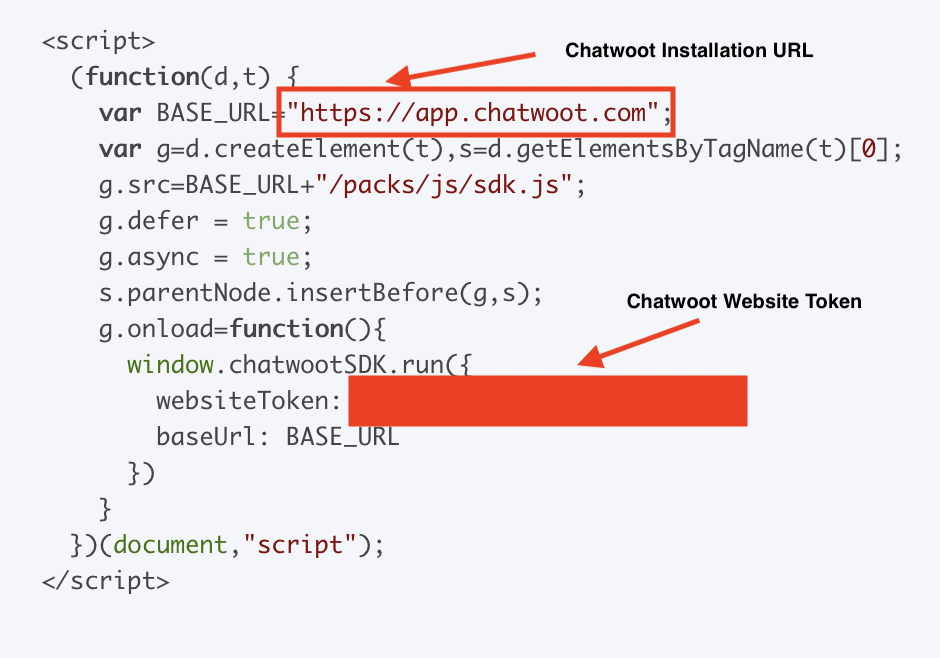 <script>
Chatwoot Installation URL
(function(d,t) {
var BASE_URL="https://app.chatwoot.com";
var g=d.createElement(t),s=d.getElementsByTagName(t)[0];
g.src=BASE_URL+"/packs/js/sdk.js";
g.defer = true;
g.async = true;
s.parentNode.insertBefore(g,s);
Chatwoot Website Token
g.onload=function(){
window.chatwootSDK.run({
websiteToken:
baseUrl: BASE_URL
})
}
})(document,"script");
</script>